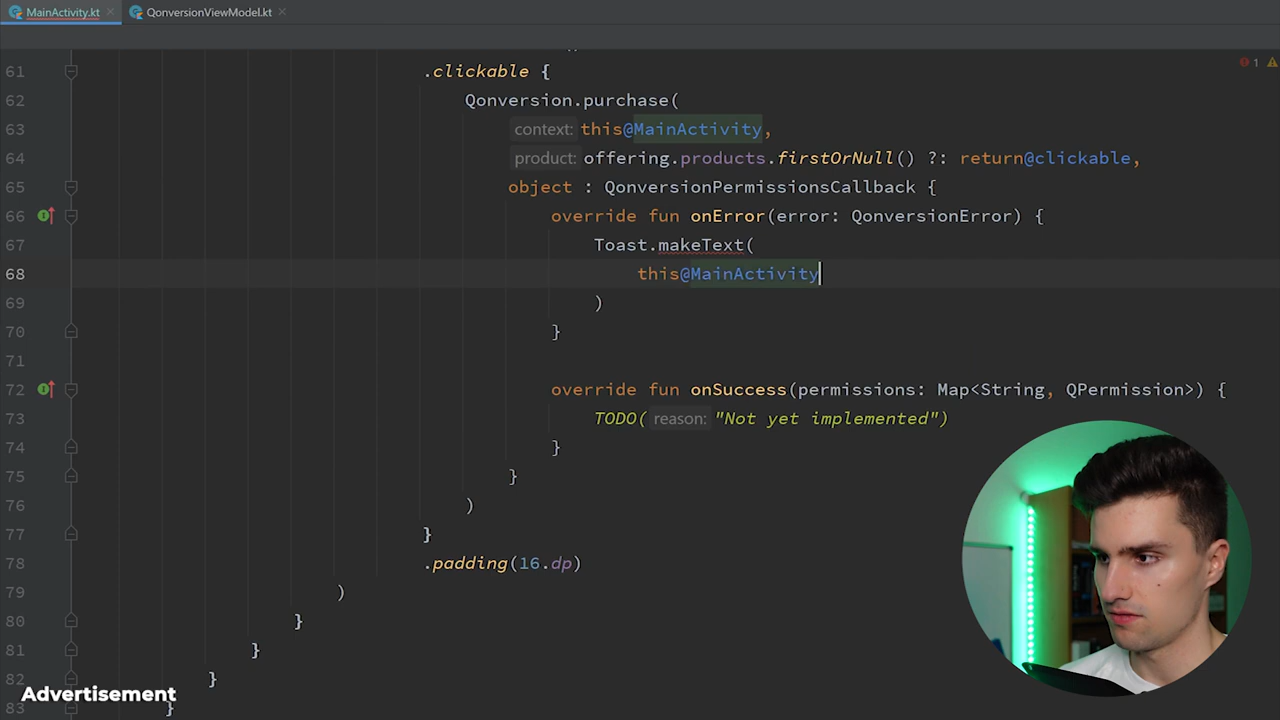 MainActivity.kt
QonversionViewModel.kt
1
61 .clickable {
62 Qonversion.purchase(
63 context: this@MainActivity,
64 product: offering.products.firstOrNull() ?: return@clickable,
65 object : QonversionPermissionsCallback {
66 override fun onError(error: QonversionError) {
67 Toast.makeText(
68 this@MainActivity
69 )
70 }
71
72 override fun onSuccess(permissions: Map<String, QPermission>) {
73 TODO( reason: "Not yet implemented")
74 }
75 }
76 )
77 }
78 .padding(16.dp)
79 )
80 }
81 }
82 }
83 }
Advertisement